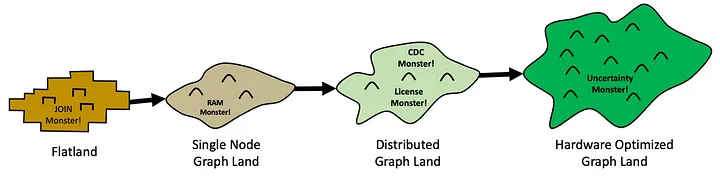 JOIN
Monster!
Flatland
RAM
Monster!
Single Node
Graph Land
CDC
Monster!
License
Monster!
Distributed
Graph Land
Uncertainty
Monster!
Hardware Optimized
Graph Land